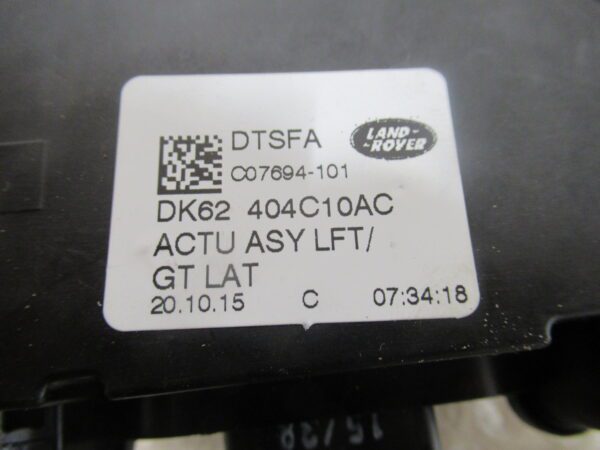 DTSFA
LAND-
-ROVER
C07694-101
DK62 404C10AC
ACTU ASY LFT/
GT LAT
20.10.15 C 07:34:18